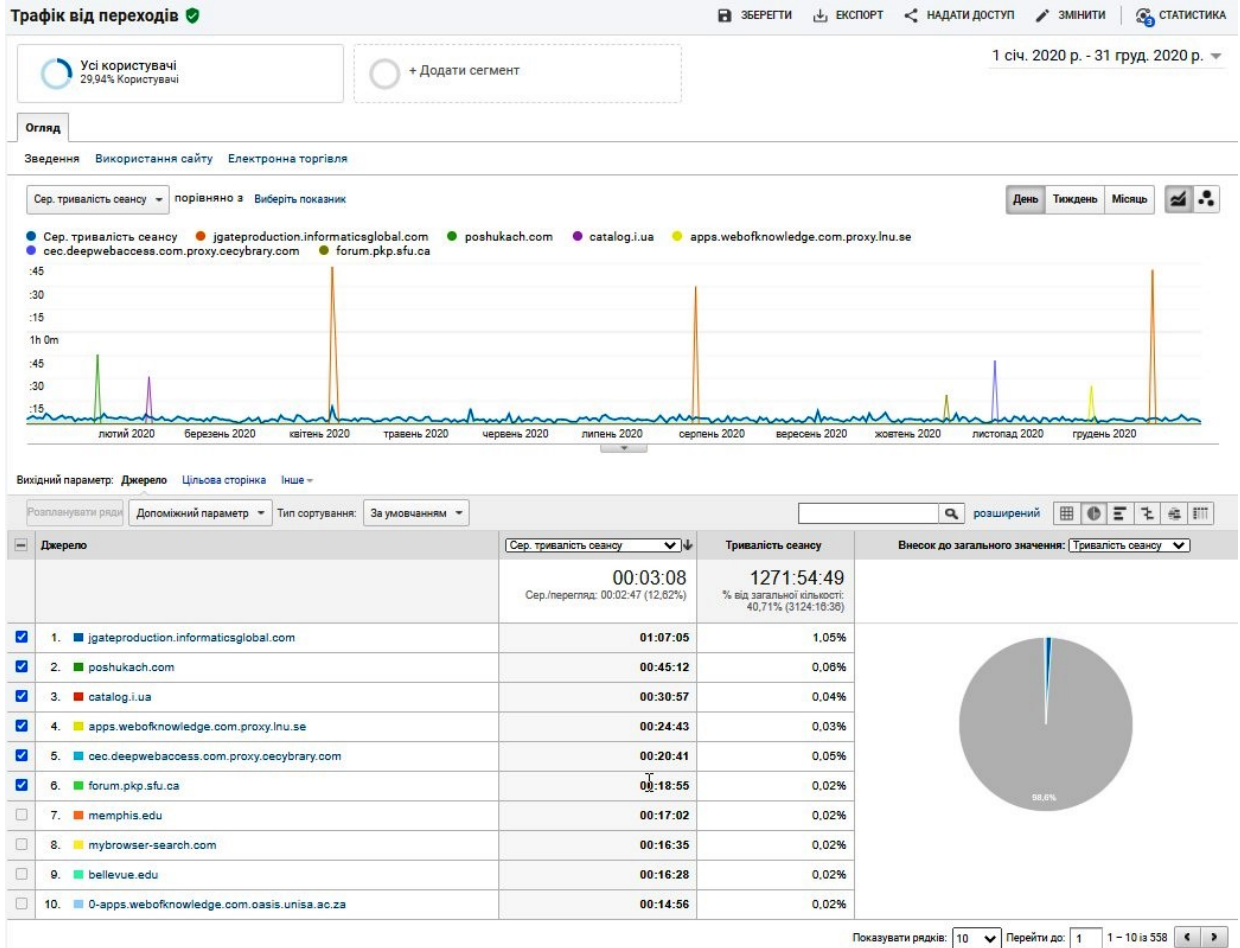 Трафік від переходів
ЗБЕРЕГТИ ЕКСПОРТ НАДАТИ ДОСТУП ЗМІНИТИ 3 СТАТИСТИКА
Усі користувачі
29,94% Користувачі
+ Додати сегмент
1 січ. 2020 р. - 31 груд. 2020 р.
Огляд
Зведення Використання сайту Електронна торгівля
Сер. тривалість сеансу порівняно з Виберіть показник
День Тиждень Місяць
Сер. тривалість сеансу jgateproduction.informaticsglobal.com poshukach.com catalog.i.ua apps.webofknowledge.com.proxy.lnu.se
cec.deepwebaccess.com.proxy.cecybrary.com forum.pkp.sfu.ca
:45
:30
:15
1h 0m
:45
:30
:15
лютий 2020 березень 2020 квітень 2020 травень 2020 червень 2020 липень 2020 серпень 2020 вересень 2020 жовтень 2020 листопад 2020 грудень 2020
Вихідний параметр: Джерело Цільова сторінка Інше
Розпланувати ряди Допоміжний параметр Тип сортування: За умовчанням розширений
Джерело Сер. тривалість сеансу Тривалість сеансу Внесок до загального значення: Тривалість сеансу
00:03:08 1271:54:49
Сер./перегляд: 00:02:47 (12,62%) % від загальної кількості:
40,71% (3124:16:36)
1. jgateproduction.informaticsglobal.com 01:07:05 1,05%
2. poshukach.com 00:45:12 0,06%
3. catalog.i.ua 00:30:57 0,04%
4. apps.webofknowledge.com.proxy.lnu.se 00:24:43 0,03%
5. cec.deepwebaccess.com.proxy.cecybrary.com 00:20:41 0,05%
6. forum.pkp.sfu.ca 00:18:55 0,02%
7. memphis.edu 00:17:02 0,02%
8. mybrowser-search.com 00:16:35 0,02%
9. bellevue.edu 00:16:28 0,02%
10. 0-apps.webofknowledge.com.oasis.unisa.ac.za 00:14:56 0,02%
98,6%
Показувати рядків: 10 Перейти до: 1 1 – 10 із 558